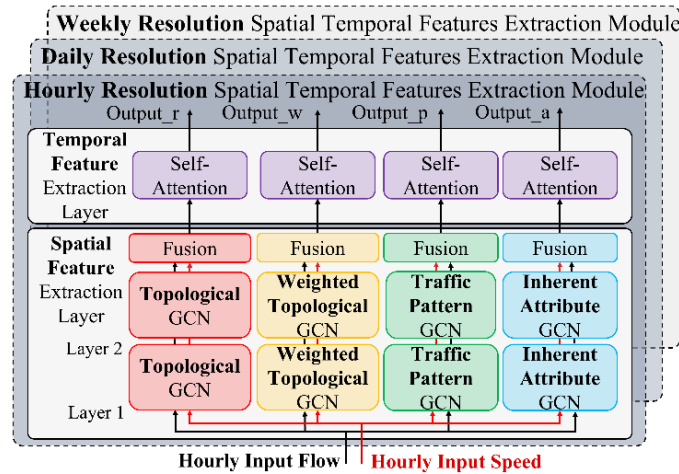 Weekly Resolution Spatial Temporal Features Extraction Module
Daily Resolution Spatial Temporal Features Extraction Module
Hourly Resolution Spatial Temporal Features Extraction Module
Output_r Output_w Output_p Output_a
Temporal
Feature
Extraction
Layer
Self-
Attention
Self-
Attention
Self-
Attention
Self-
Attention
Spatial
Feature
Extraction
Layer
Fusion Fusion Fusion Fusion
Topological
GCN
Weighted
Topological
GCN
Traffic
Pattern
GCN
Inherent
Attribute
GCN
Layer 2
Topological
GCN
Weighted
Topological
GCN
Traffic
Pattern
GCN
Inherent
Attribute
GCN
Layer 1
Hourly Input Flow Hourly Input Speed